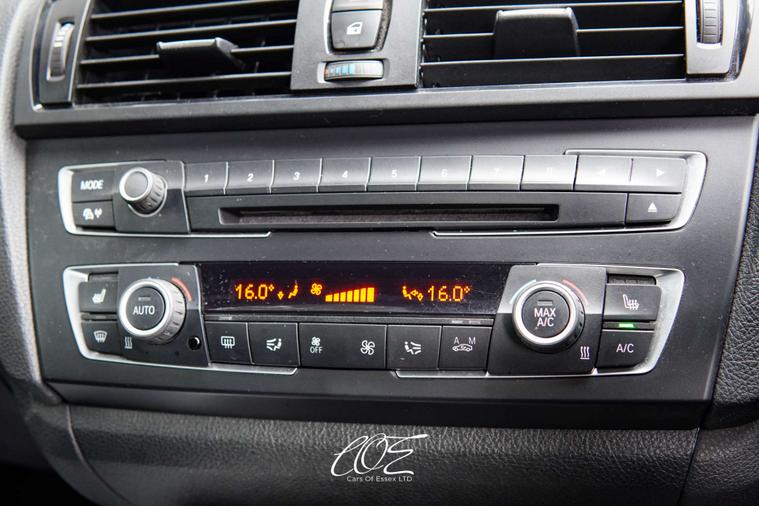 MODE
1 2 3 4 5 6 7 8
16.0° 16.0°
AUTO
MAX
A/C
OFF
A M
A/C
COE
Cars Of Essex LTD